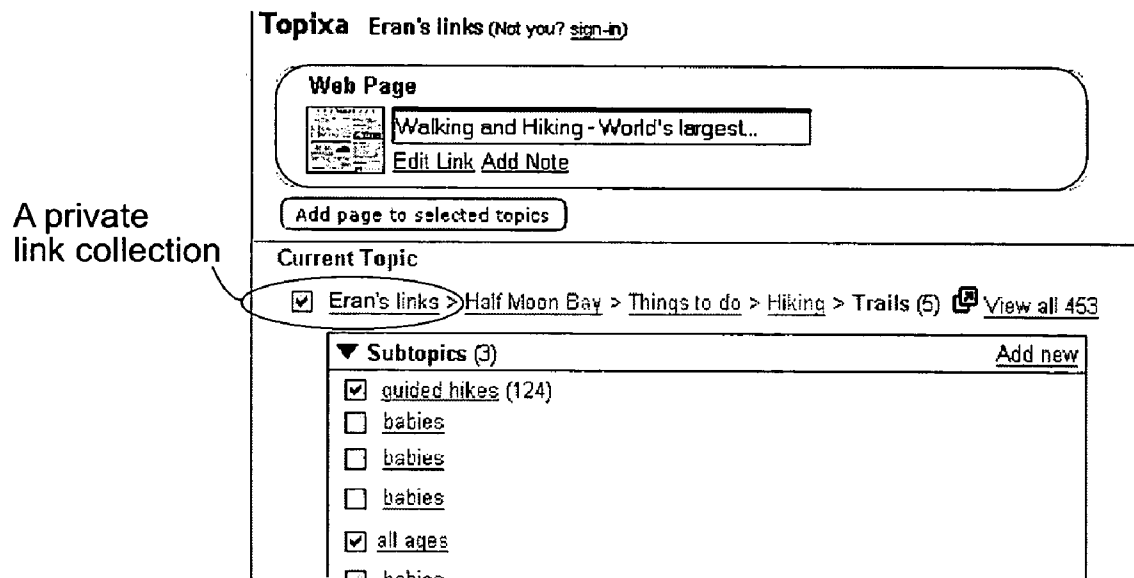 Topixa Eran's links (Not you? sign-in)
Web Page
Walking and Hiking - World's largest...
Edit Link Add Note
Add page to selected topics
A private
link collection
Current Topic
Eran's links > Half Moon Bay > Things to do > Hiking > Trails (5) View all 453
Subtopics (3) Add new
guided hikes (124)
babies
babies
babies
all ages
babies